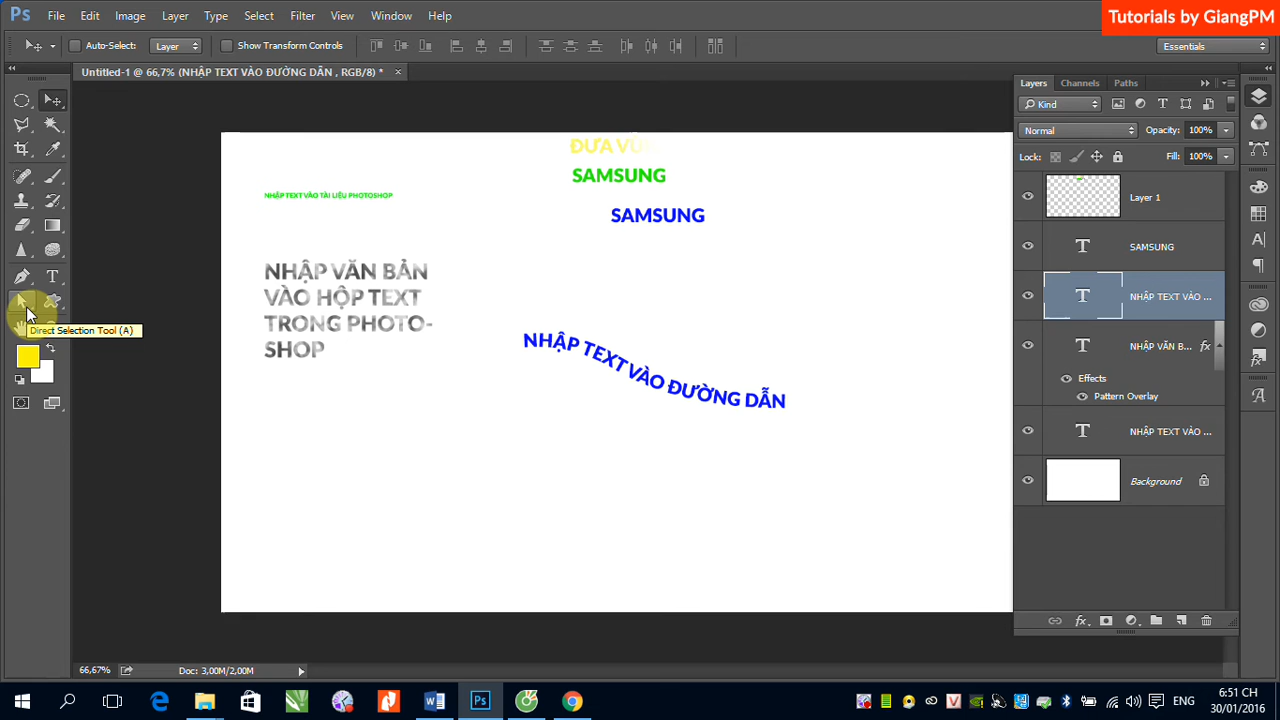 Ps File Edit Image Layer Type Select Filter View Window Help
Tutorials by GiangPM
Auto-Select: Layer Show Transform Controls
Essentials
Untitled-1 @ 66,7% (NHẬP TEXT VÀO ĐƯỜNG DẪN , RGB/8) *
Layers Channels Paths
Kind
Normal Opacity: 100%
Lock: Fill: 100%
Layer 1
SAMSUNG
NHẬP TEXT VÀO ...
NHẬP VĂN B... fx
Effects
Pattern Overlay
NHẬP TEXT VÀO ...
Background
ĐƯA VÙ
SAMSUNG
NHẬP TEXT VÀO TÀI LIỆU PHOTOSHOP
SAMSUNG
NHẬP VĂN BẢN
VÀO HỘP TEXT
TRONG PHOTO-
SHOP
NHẬP TEXT VÀO ĐƯỜNG DẪN
Direct Selection Tool (A)
66,67% Doc: 3,00M/2,00M
ENG
6:51 CH
30/01/2016